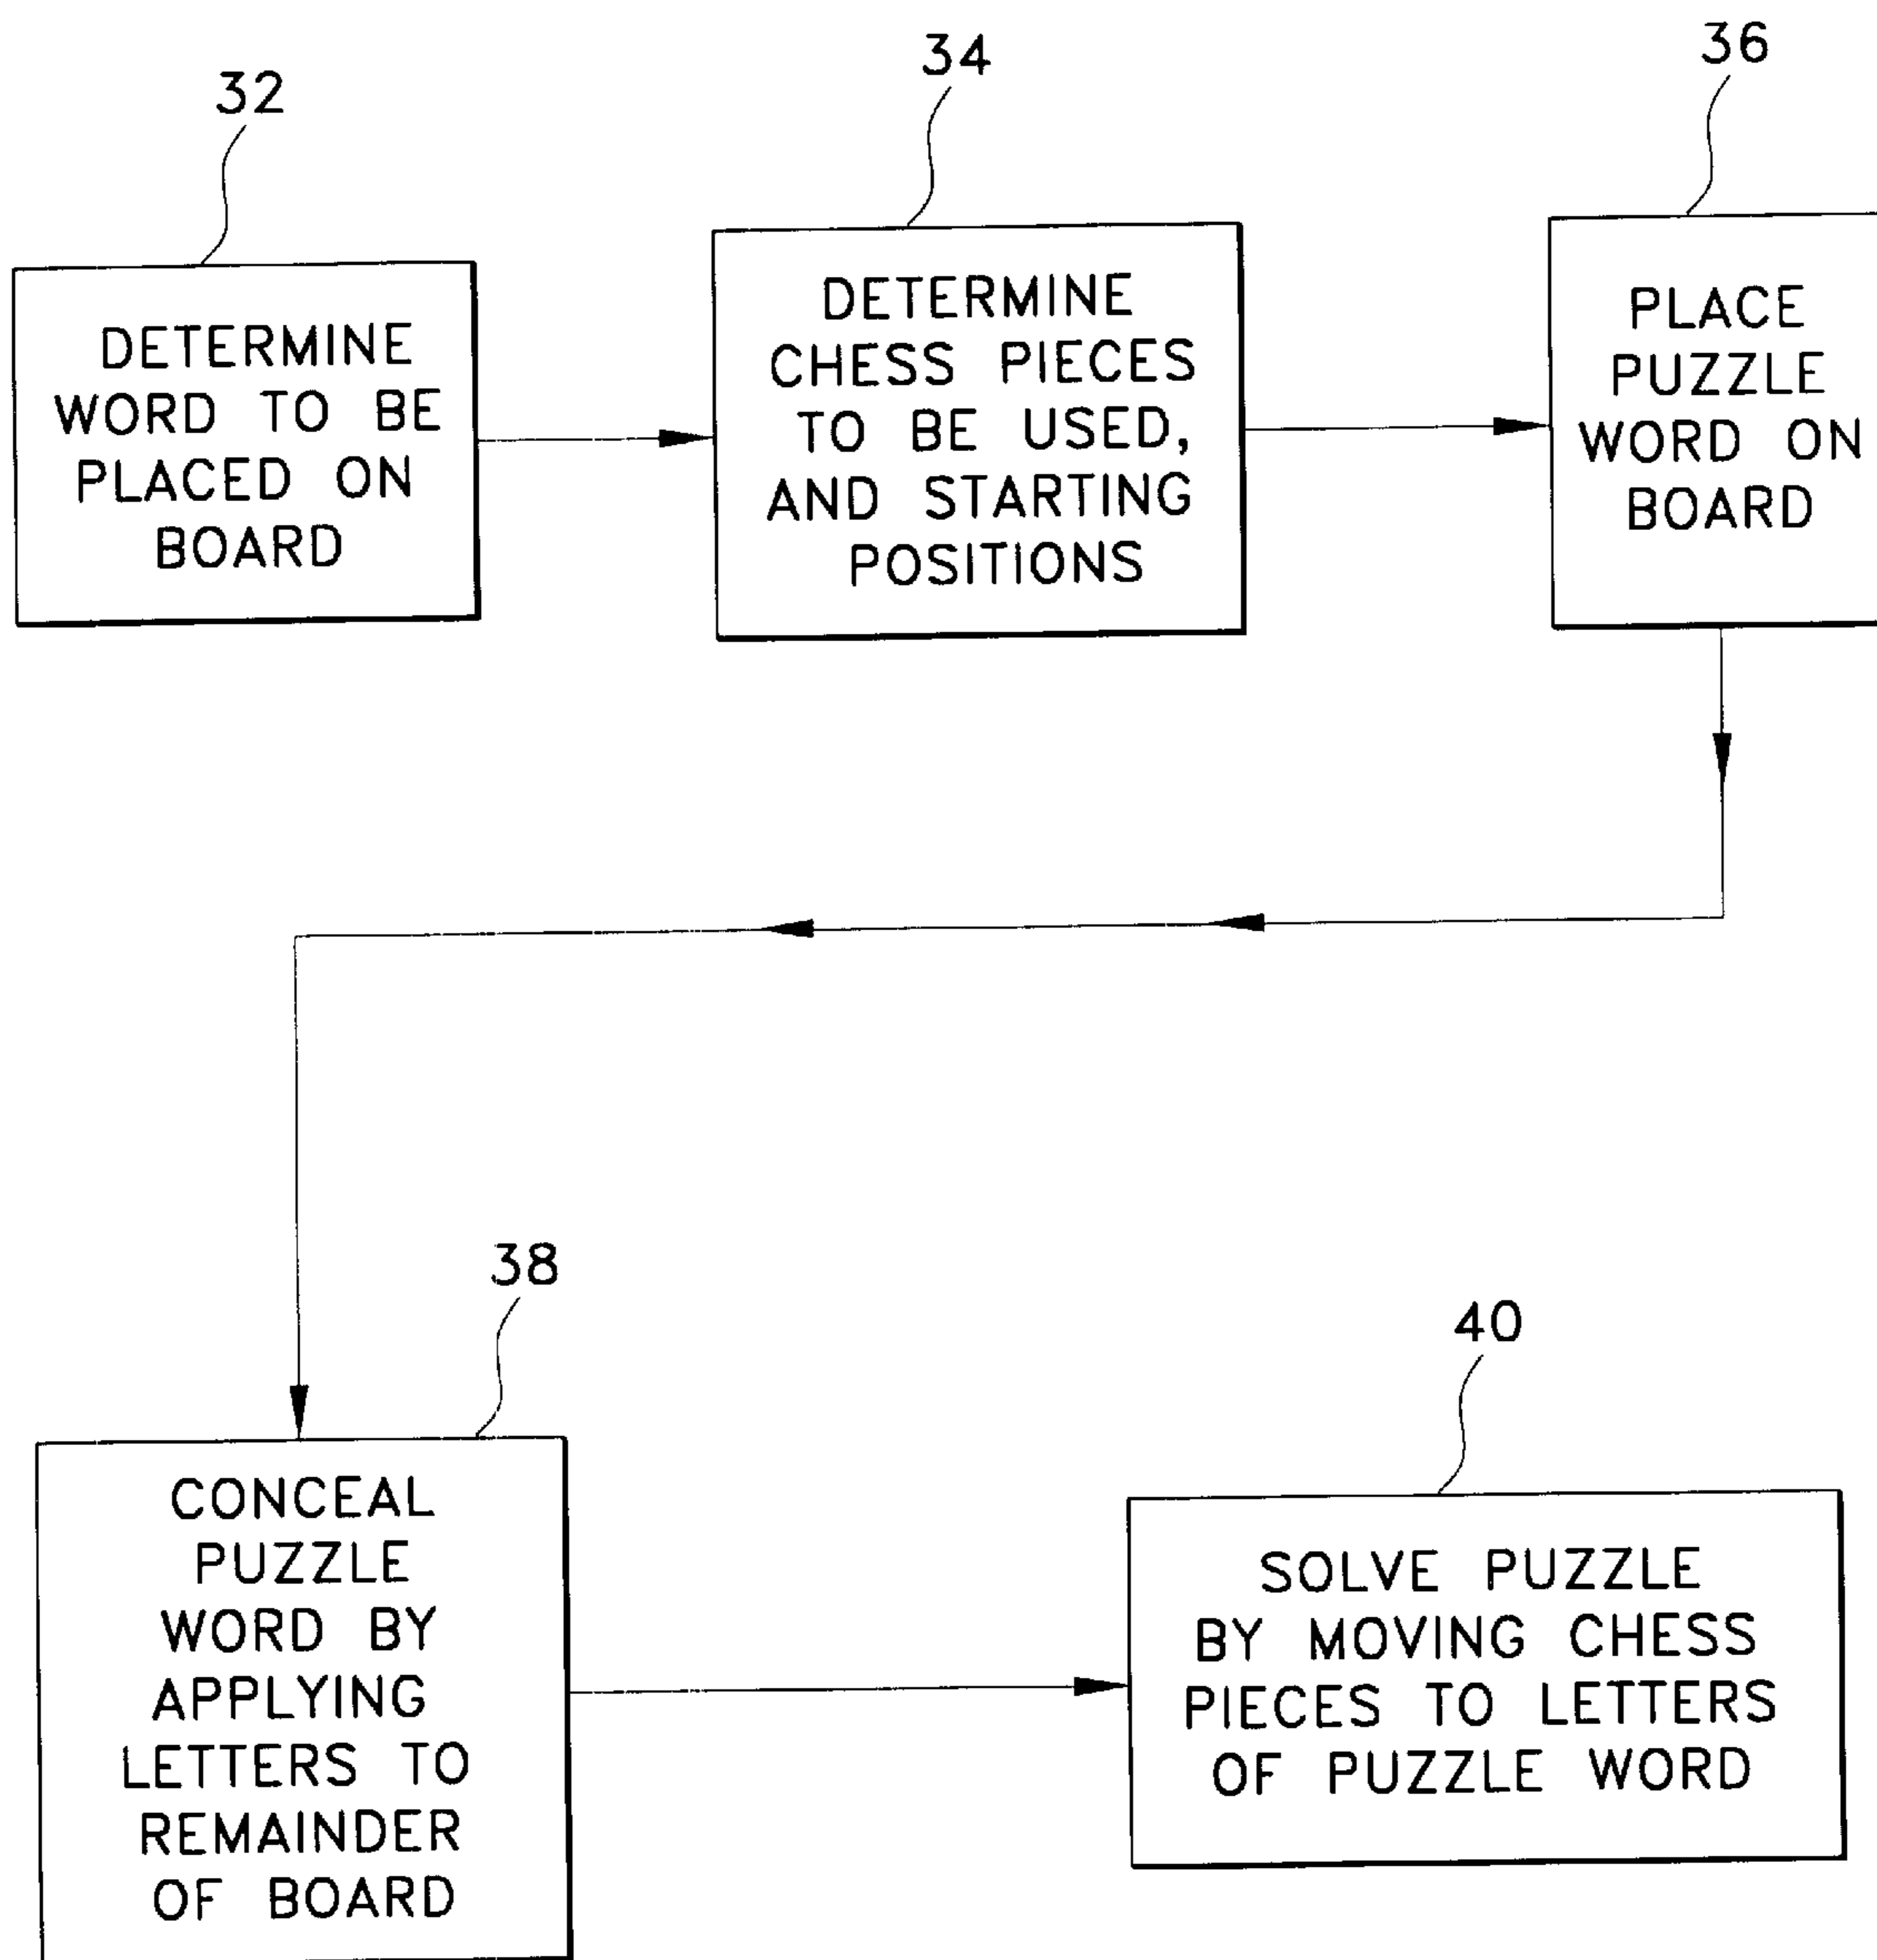 32
DETERMINE
WORD TO BE
PLACED ON
BOARD
34
DETERMINE
CHESS PIECES
TO BE USED,
AND STARTING
POSITIONS
36
PLACE
PUZZLE
WORD ON
BOARD
38
CONCEAL
PUZZLE
WORD BY
APPLYING
LETTERS TO
REMAINDER
OF BOARD
40
SOLVE PUZZLE
BY MOVING CHESS
PIECES TO LETTERS
OF PUZZLE WORD